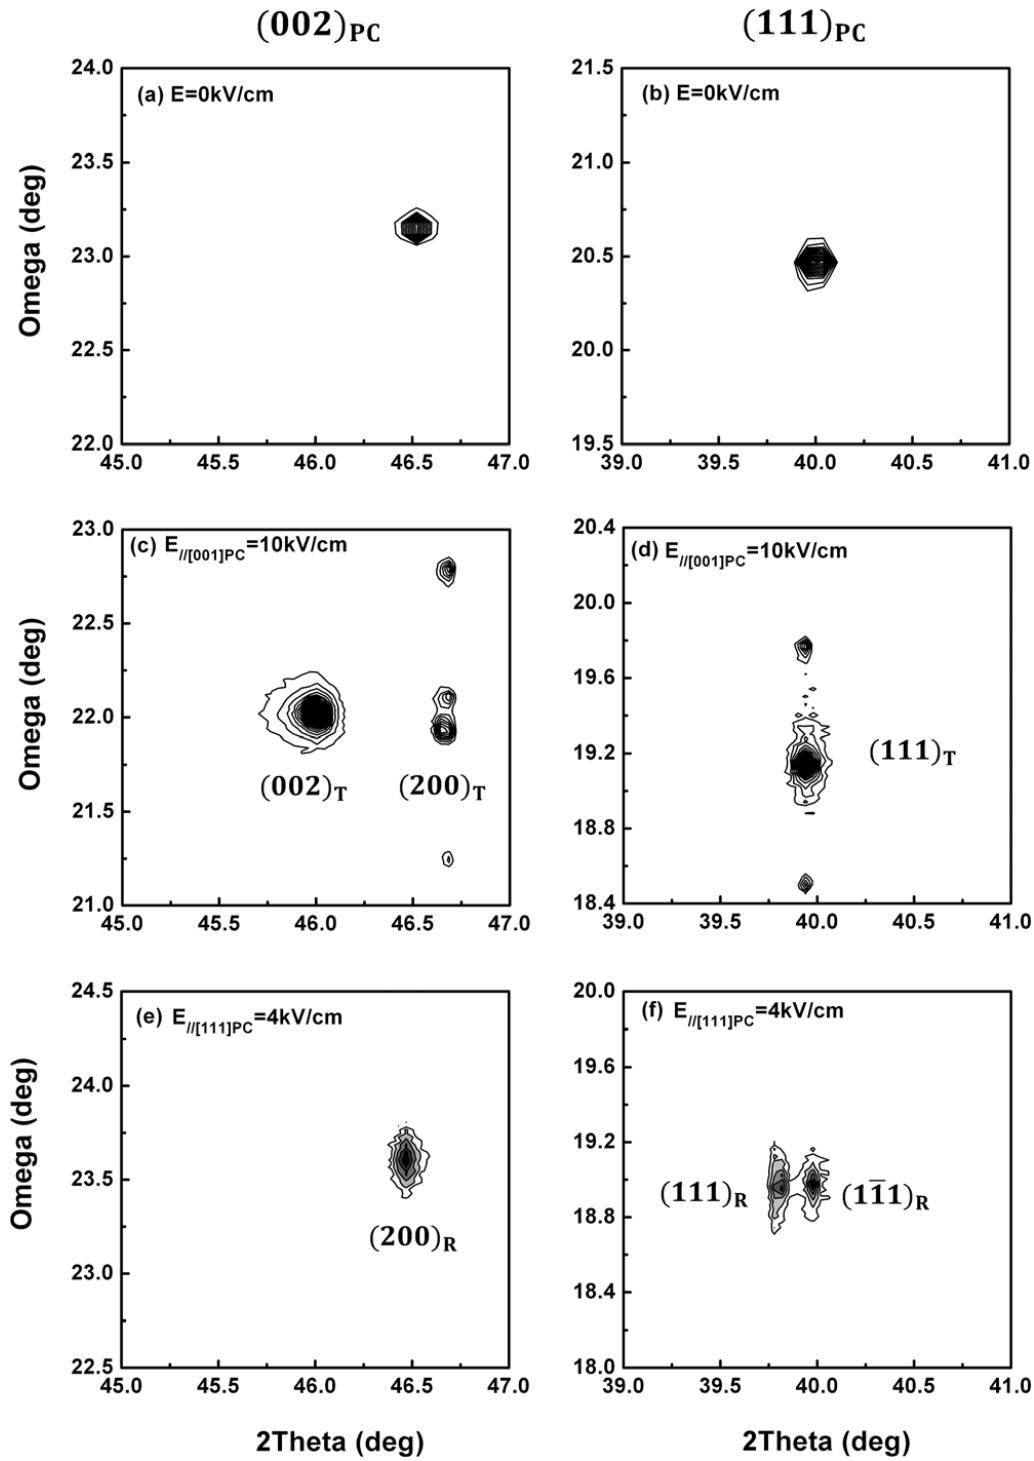 (002)PC
(111)PC
(a) E=0kV/cm
24.0
23.5
23.0
22.5
22.0
45.0 45.5 46.0 46.5 47.0
Omega (deg)
(b) E=0kV/cm
21.5
21.0
20.5
20.0
19.5
39.0 39.5 40.0 40.5 41.0
(c) E//[001]PC=10kV/cm
23.0
22.5
22.0
21.5
21.0
(002)T (200)T
45.0 45.5 46.0 46.5 47.0
Omega (deg)
(d) E//[001]PC=10kV/cm
20.4
20.0
19.6
19.2
18.8
18.4
(111)T
39.0 39.5 40.0 40.5 41.0
(e) E//[111]PC=4kV/cm
24.5
24.0
23.5
23.0
22.5
(200)R
45.0 45.5 46.0 46.5 47.0
Omega (deg)
2Theta (deg)
(f) E//[111]PC=4kV/cm
20.0
19.6
19.2
18.8
18.4
18.0
(111)R (11̅1)R
39.0 39.5 40.0 40.5 41.0
2Theta (deg)